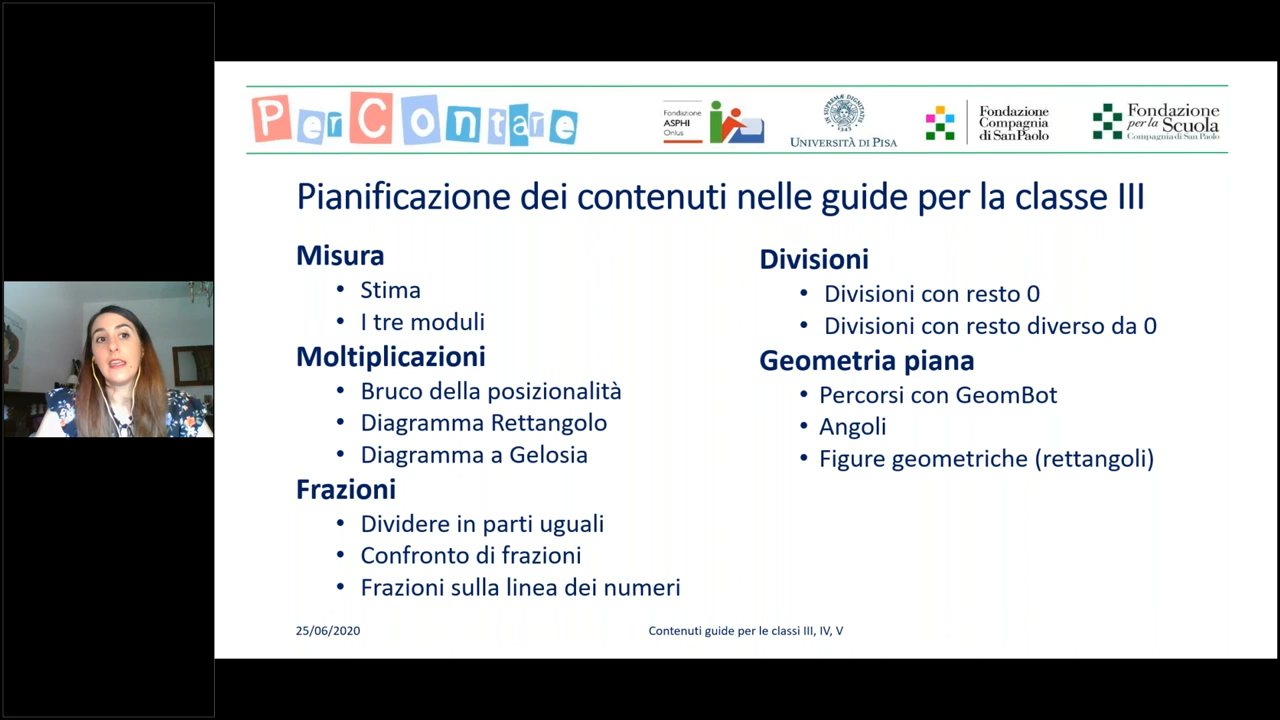 PerContare
Fondazione
ASPHI
Onlus
IN SUPREMÆ DIGNITATIS
1343
UNIVERSITÀ DI PISA
Fondazione
Compagnia
di San Paolo
Fondazione
per la Scuola
Compagnia di San Paolo
Pianificazione dei contenuti nelle guide per la classe III
Misura
• Stima
• I tre moduli
Moltiplicazioni
• Bruco della posizionalità
• Diagramma Rettangolo
• Diagramma a Gelosia
Frazioni
• Dividere in parti uguali
• Confronto di frazioni
• Frazioni sulla linea dei numeri
Divisioni
• Divisioni con resto 0
• Divisioni con resto diverso da 0
Geometria piana
• Percorsi con GeomBot
• Angoli
• Figure geometriche (rettangoli)
25/06/2020
Contenuti guide per le classi III, IV, V